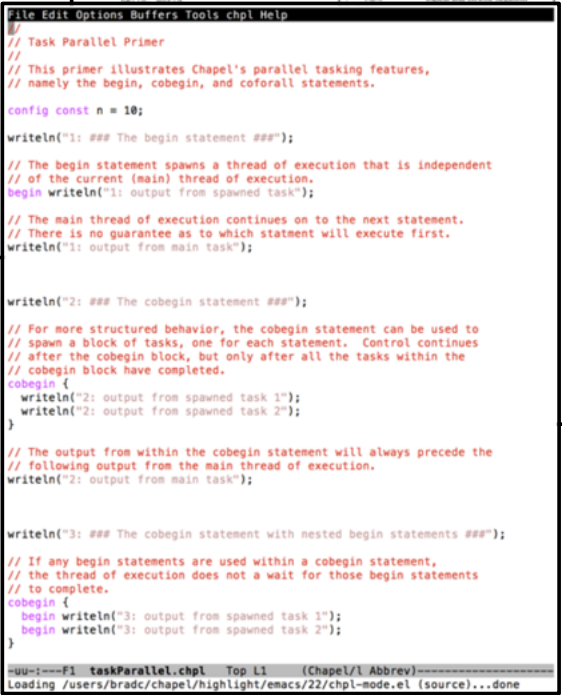 File Edit Options Buffers Tools chpl Help
//
// Task Parallel Primer
//
// This primer illustrates Chapel's parallel tasking features,
// namely the begin, cobegin, and coforall statements.
config const n = 10;
writeln("1: ### The begin statement ###");
// The begin statement spawns a thread of execution that is independent
// of the current (main) thread of execution.
begin writeln("1: output from spawned task");
// The main thread of execution continues on to the next statement.
// There is no guarantee as to which statment will execute first.
writeln("1: output from main task");
writeln("2: ### The cobegin statement ###");
// For more structured behavior, the cobegin statement can be used to
// spawn a block of tasks, one for each statement.  Control continues
// after the cobegin block, but only after all the tasks within the
// cobegin block have completed.
cobegin {
  writeln("2: output from spawned task 1");
  writeln("2: output from spawned task 2");
}
// The output from within the cobegin statement will always precede the
// following output from the main thread of execution.
writeln("2: output from main task");
writeln("3: ### The cobegin statement with nested begin statements ###");
// If any begin statements are used within a cobegin statement,
// the thread of execution does not a wait for those begin statements
// to complete.
cobegin {
  begin writeln("3: output from spawned task 1");
  begin writeln("3: output from spawned task 2");
}
-uu-:---F1  taskParallel.chpl   Top L1     (Chapel/l Abbrev)------------------
Loading /users/bradc/chapel/highlight/emacs/22/chpl-mode.el (source)...done